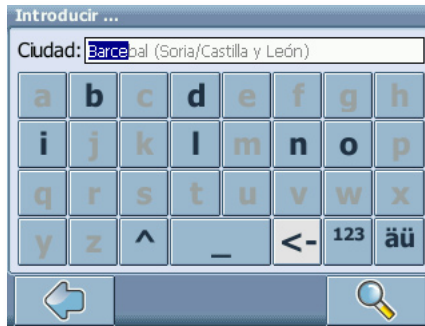 Introducir ...
Ciudad: Barcebal (Soria/Castilla y León)
a b c d e f g h
i j k l m n o p
q r s t u v w x
y z ^ _ <- 123 äü